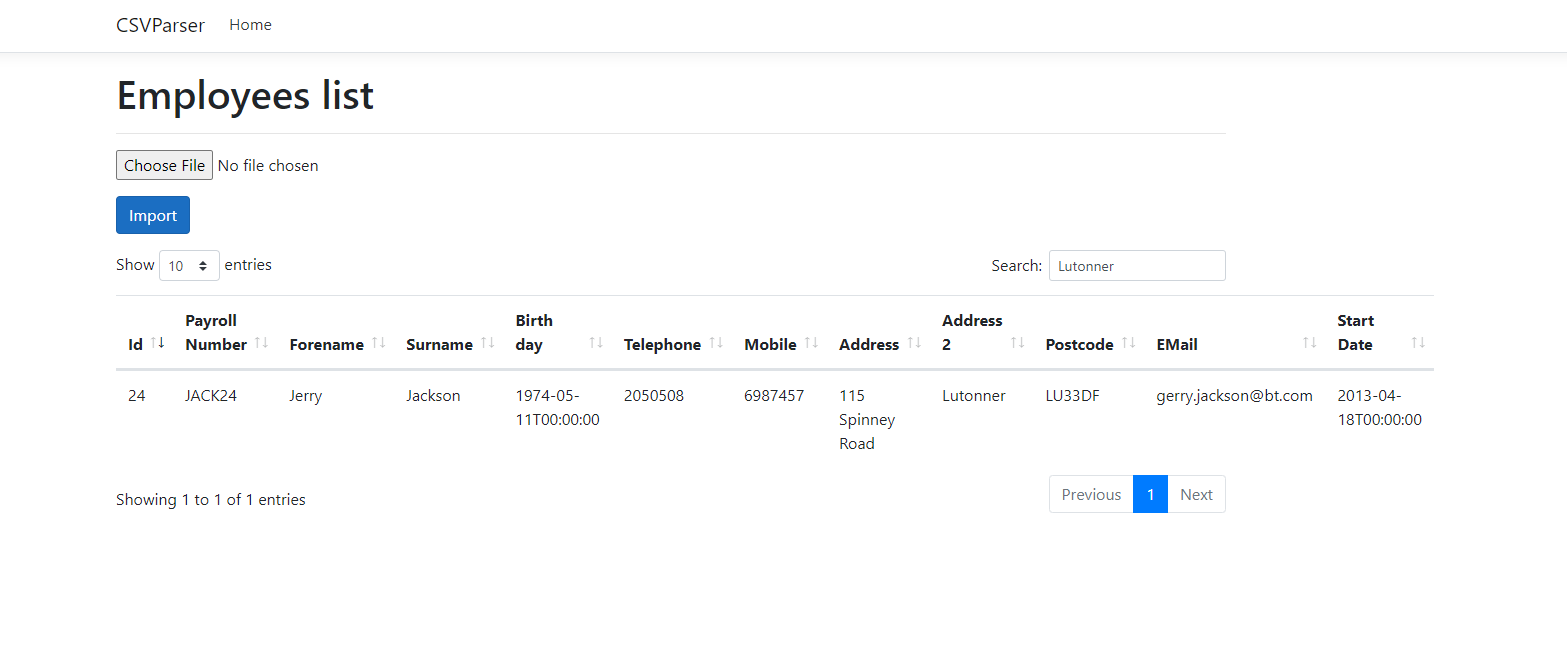 CSVParser Home
Employees list
Choose File No file chosen
Import
Show 10 entries Search: Lutonner
Id Payroll Number Forename Surname Birth day Telephone Mobile Address Address 2 Postcode EMail Start Date
24 JACK24 Jerry Jackson 1974-05- 2050508 6987457 115 Lutonner LU33DF gerry.jackson@bt.com 2013-04-
11T00:00:00 Spinney 18T00:00:00
Road
Showing 1 to 1 of 1 entries Previous 1 Next